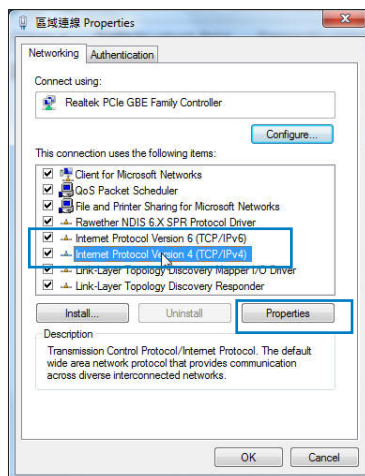 區域連線 Properties
Networking Authentication
Connect using:
Realtek PCIe GBE Family Controller
Configure...
This connection uses the following items:
Client for Microsoft Networks
QoS Packet Scheduler
File and Printer Sharing for Microsoft Networks
Rawether NDIS 6.X SPR Protocol Driver
Internet Protocol Version 6 (TCP/IPv6)
Internet Protocol Version 4 (TCP/IPv4)
Link-Layer Topology Discovery Mapper I/O Driver
Link-Layer Topology Discovery Responder
Install... Uninstall Properties
Description
Transmission Control Protocol/Internet Protocol. The default
wide area network protocol that provides communication
across diverse interconnected networks.
OK Cancel